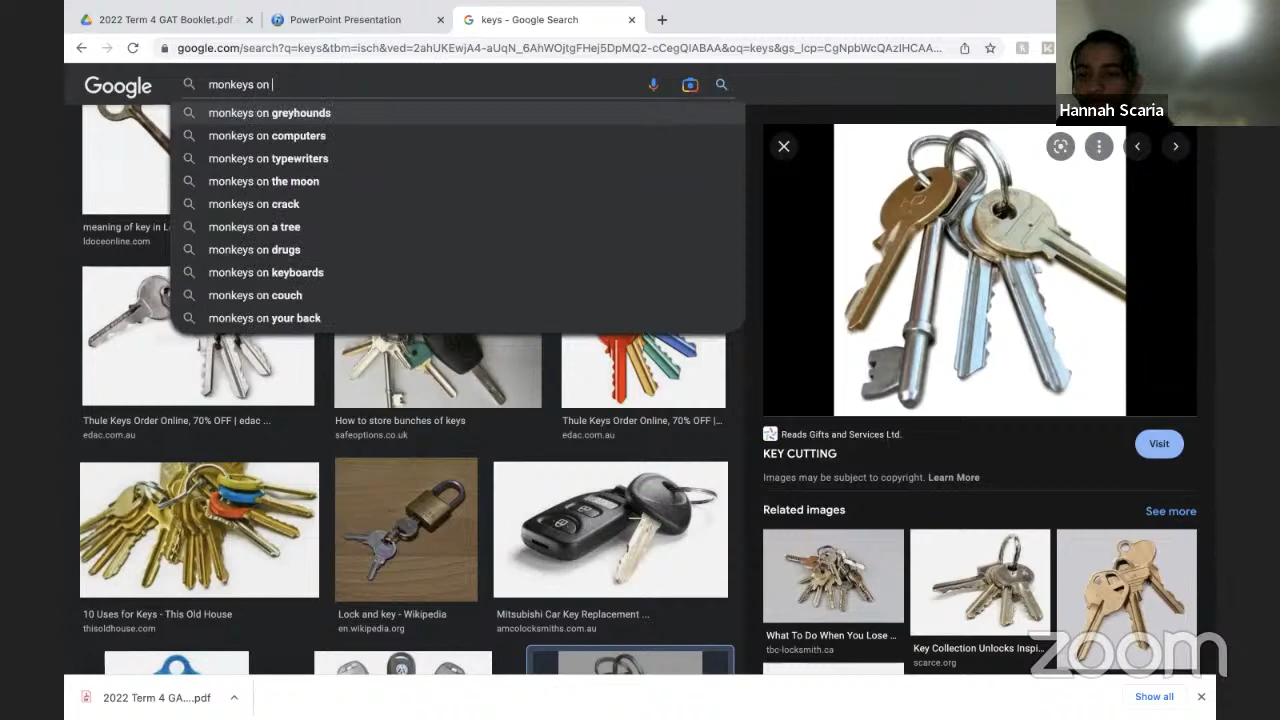 2022 Term 4 GAT Booklet.pdf
PowerPoint Presentation
keys - Google Search
google.com/search?q=keys&tbm=isch&ved=2ahUKEwjA4-aUqN_6AhWOjtgFHej5DpMQ2-cCegQIABAA&oq=keys&gs_lcp=CgNpbWcQAzIHCAA...
Google
monkeys on
monkeys on greyhounds
monkeys on computers
monkeys on typewriters
monkeys on the moon
monkeys on crack
monkeys on a tree
monkeys on drugs
monkeys on keyboards
monkeys on couch
monkeys on your back
Hannah Scaria
meaning of key in L
ldoceonline.com
Thule Keys Order Online, 70% OFF | edac ...
edac.com.au
How to store bunches of keys
safeoptions.co.uk
Thule Keys Order Online, 70% OFF |...
edac.com.au
Reads Gifts and Services Ltd.
KEY CUTTING
Visit
Images may be subject to copyright. Learn More
Related images
See more
10 Uses for Keys - This Old House
thisoldhouse.com
Lock and key - Wikipedia
en.wikipedia.org
Mitsubishi Car Key Replacement ...
amcolocksmiths.com.au
What To Do When You Lose ...
tbc-locksmith.ca
Key Collection Unlocks Inspi...
scarce.org
zoom
2022 Term 4 GA....pdf
Show all